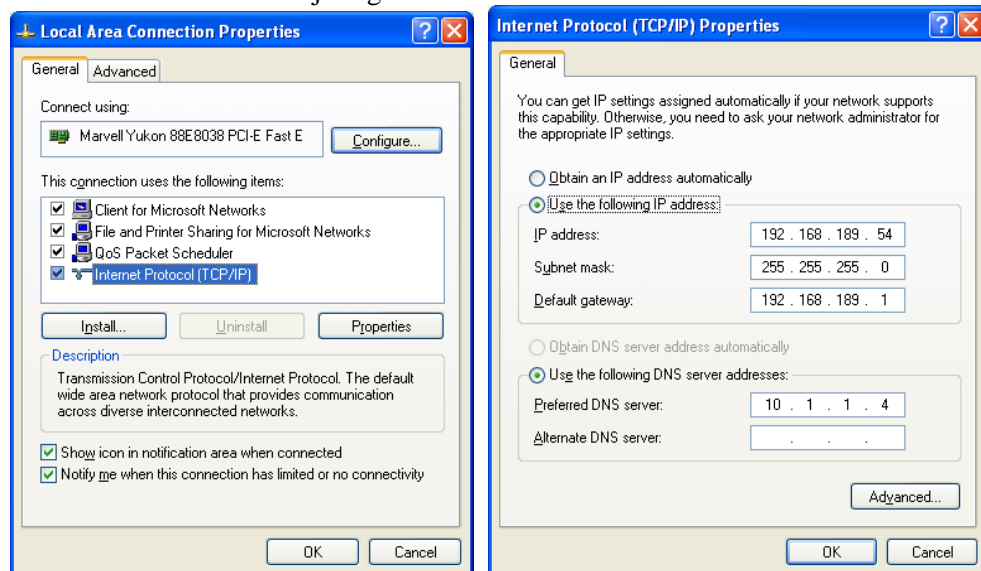 Local Area Connection Properties
General
Advanced
Connect using:
Marvell Yukon 88E8038 PCI-E Fast E
Configure...
This connection uses the following items:
Client for Microsoft Networks
File and Printer Sharing for Microsoft Networks
QoS Packet Scheduler
Internet Protocol (TCP/IP)
Install...
Uninstall
Properties
Description
Transmission Control Protocol/Internet Protocol. The default
wide area network protocol that provides communication
across diverse interconnected networks.
Show icon in notification area when connected
Notify me when this connection has limited or no connectivity
OK
Cancel
Internet Protocol (TCP/IP) Properties
General
You can get IP settings assigned automatically if your network supports
this capability. Otherwise, you need to ask your network administrator for
the appropriate IP settings.
Obtain an IP address automatically
Use the following IP address:
IP address: 192 . 168 . 189 . 54
Subnet mask: 255 . 255 . 255 . 0
Default gateway: 192 . 168 . 189 . 1
Obtain DNS server address automatically
Use the following DNS server addresses:
Preferred DNS server: 10 . 1 . 1 . 4
Alternate DNS server: . . .
Advanced...
OK
Cancel